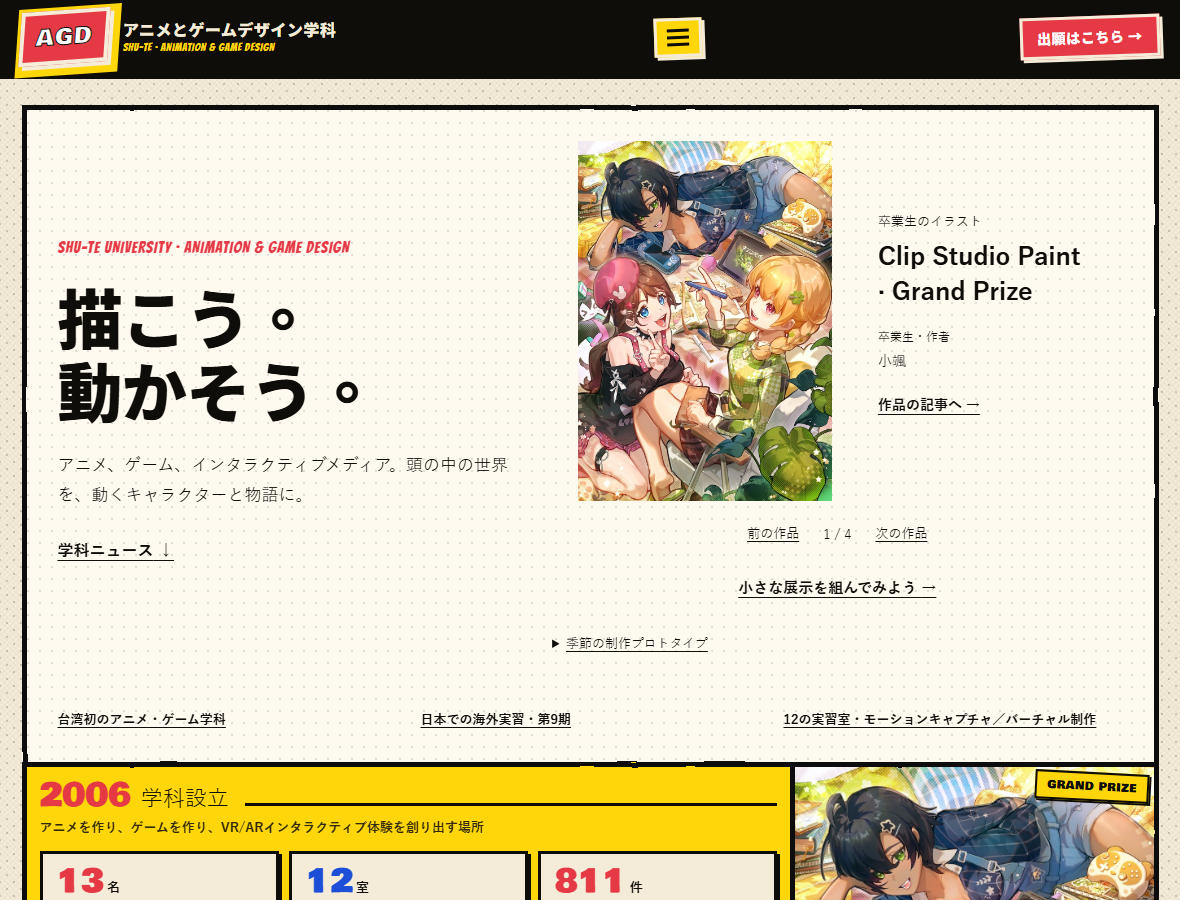 AGD
アニメとゲームデザイン学科
SHU-TE · ANIMATION & GAME DESIGN
出願はこちら →
SHU-TE UNIVERSITY · ANIMATION & GAME DESIGN
描こう。
動かそう。
アニメ、ゲーム、インタラクティブメディア。頭の中の世界
を、動くキャラクターと物語に。
学科ニュース ↓
卒業生のイラスト
Clip Studio Paint
· Grand Prize
卒業生・作者
小颯
作品の記事へ →
前の作品
1 / 4
次の作品
小さな展示を組んでみよう →
▶ 季節の制作プロトタイプ
台湾初のアニメ・ゲーム学科
日本での海外実習・第9期
12の実習室・モーションキャプチャ／バーチャル制作
2006 学科設立
アニメを作り、ゲームを作り、VR/ARインタラクティブ体験を創り出す場所
13名
12室
811 件
GRAND PRIZE